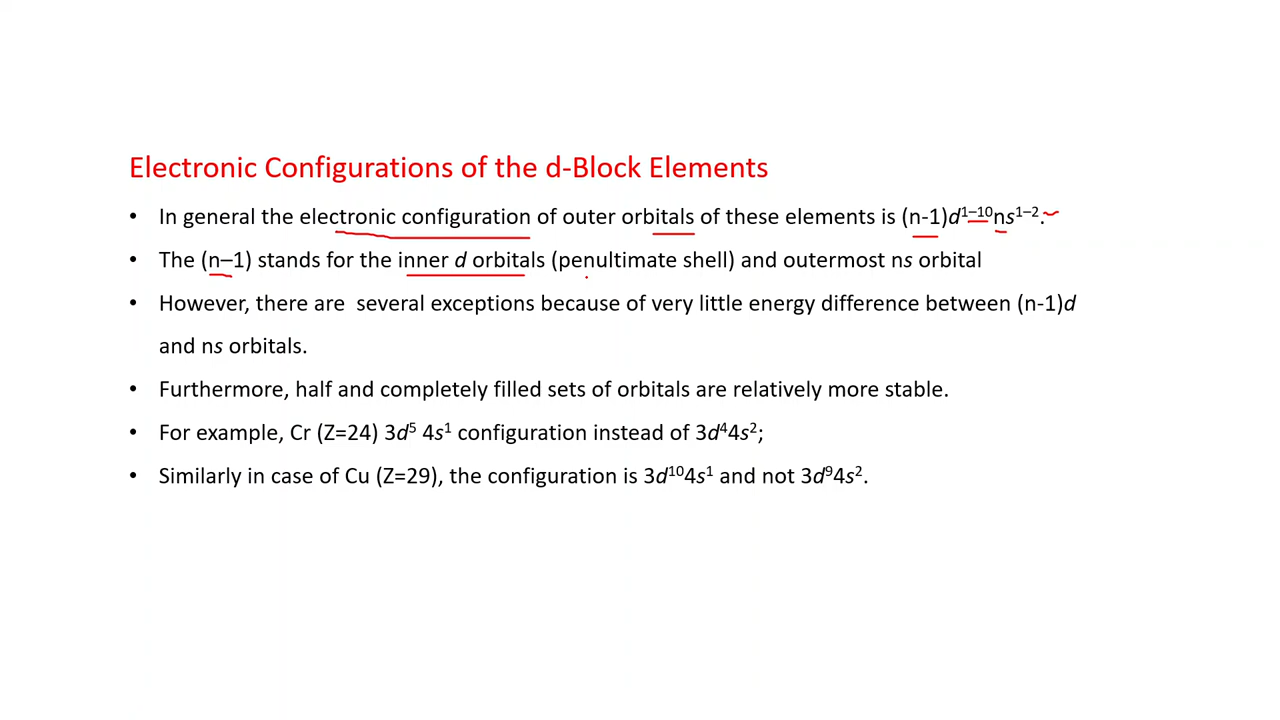 Electronic Configurations of the d-Block Elements
• In general the electronic configuration of outer orbitals of these elements is (n-1)d¹⁻¹⁰ns¹⁻².
• The (n–1) stands for the inner d orbitals (penultimate shell) and outermost ns orbital
• However, there are several exceptions because of very little energy difference between (n-1)d
and ns orbitals.
• Furthermore, half and completely filled sets of orbitals are relatively more stable.
• For example, Cr (Z=24) 3d⁵ 4s¹ configuration instead of 3d⁴4s²;
• Similarly in case of Cu (Z=29), the configuration is 3d¹⁰4s¹ and not 3d⁹4s².